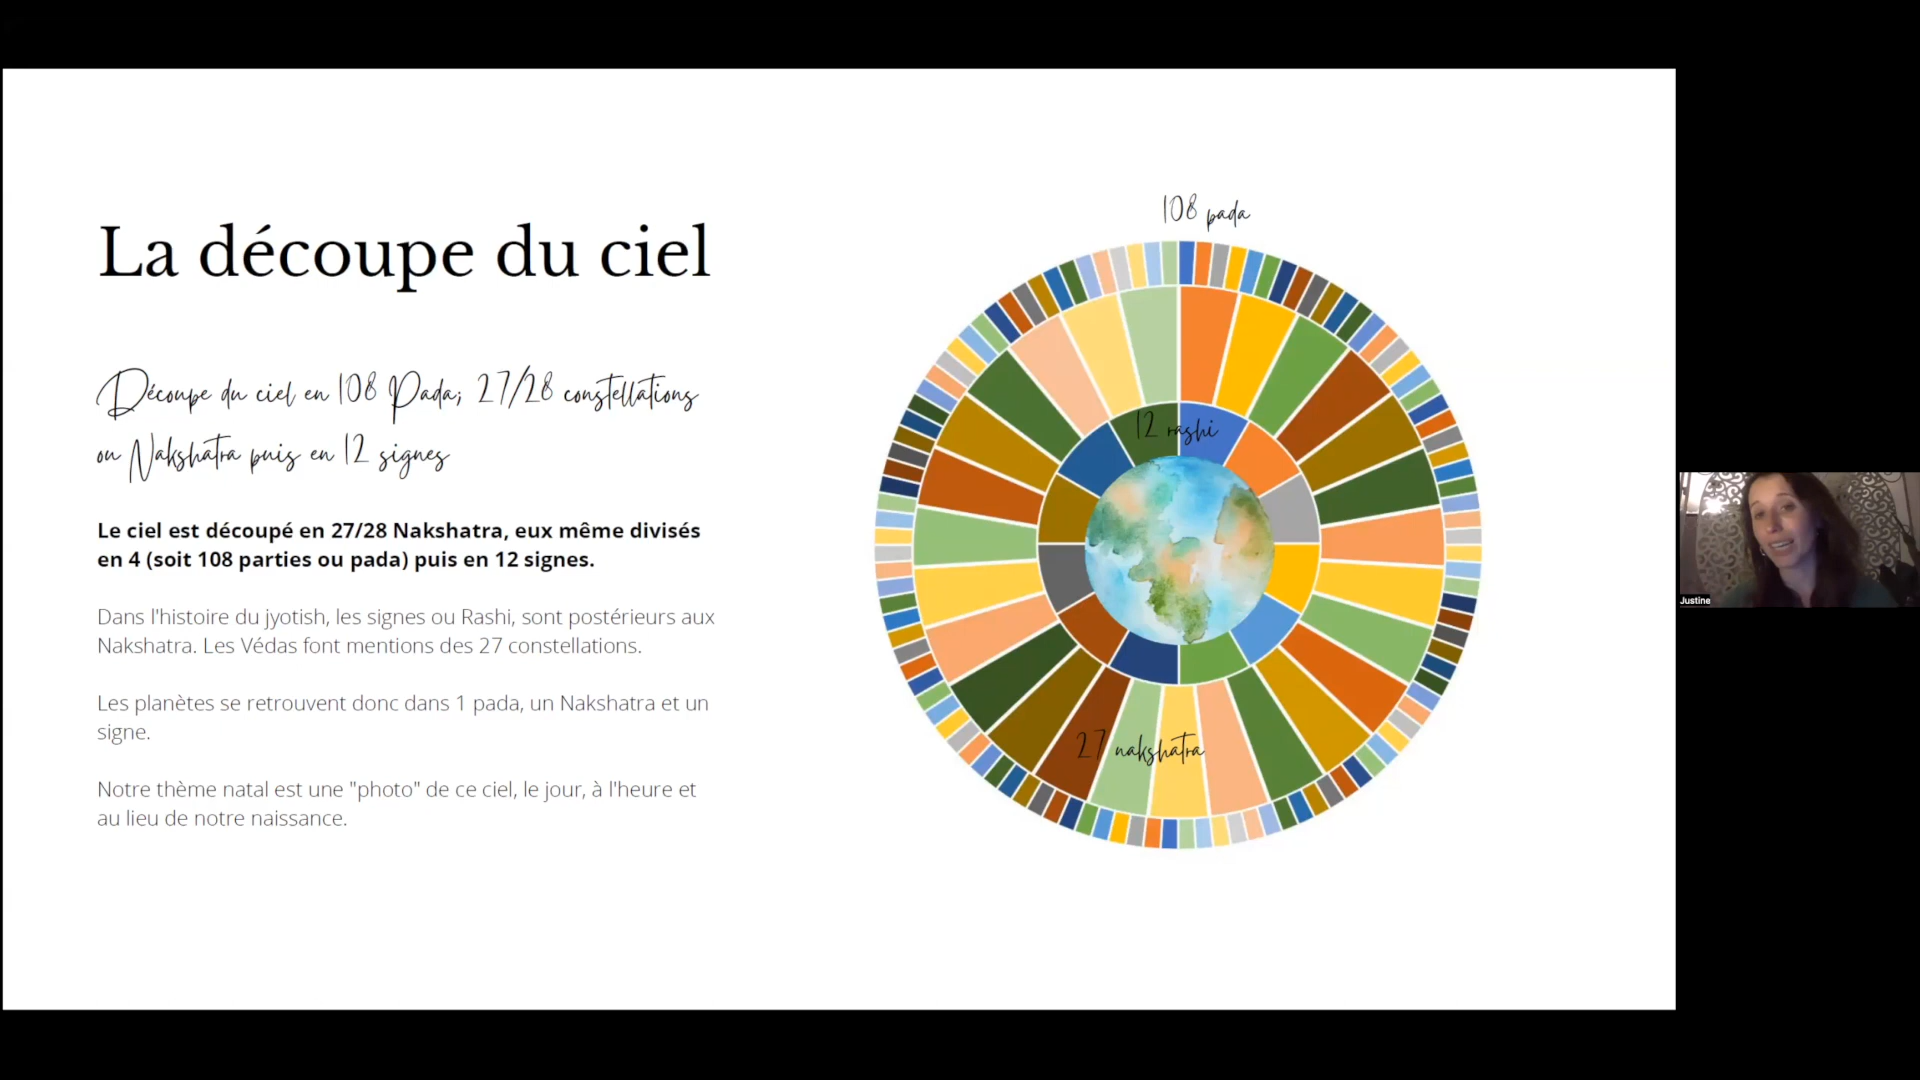 La découpe du ciel
Découpe du ciel en 108 Pada; 27/28 constellations
ou Nakshatra puis en 12 signes
Le ciel est découpé en 27/28 Nakshatra, eux même divisés
en 4 (soit 108 parties ou pada) puis en 12 signes.
Dans l'histoire du jyotish, les signes ou Rashi, sont postérieurs aux
Nakshatra. Les Védas font mentions des 27 constellations.
Les planètes se retrouvent donc dans 1 pada, un Nakshatra et un
signe.
Notre thème natal est une "photo" de ce ciel, le jour, à l'heure et
au lieu de notre naissance.
108 pada
12 rashi
27 nakshatra
Justine